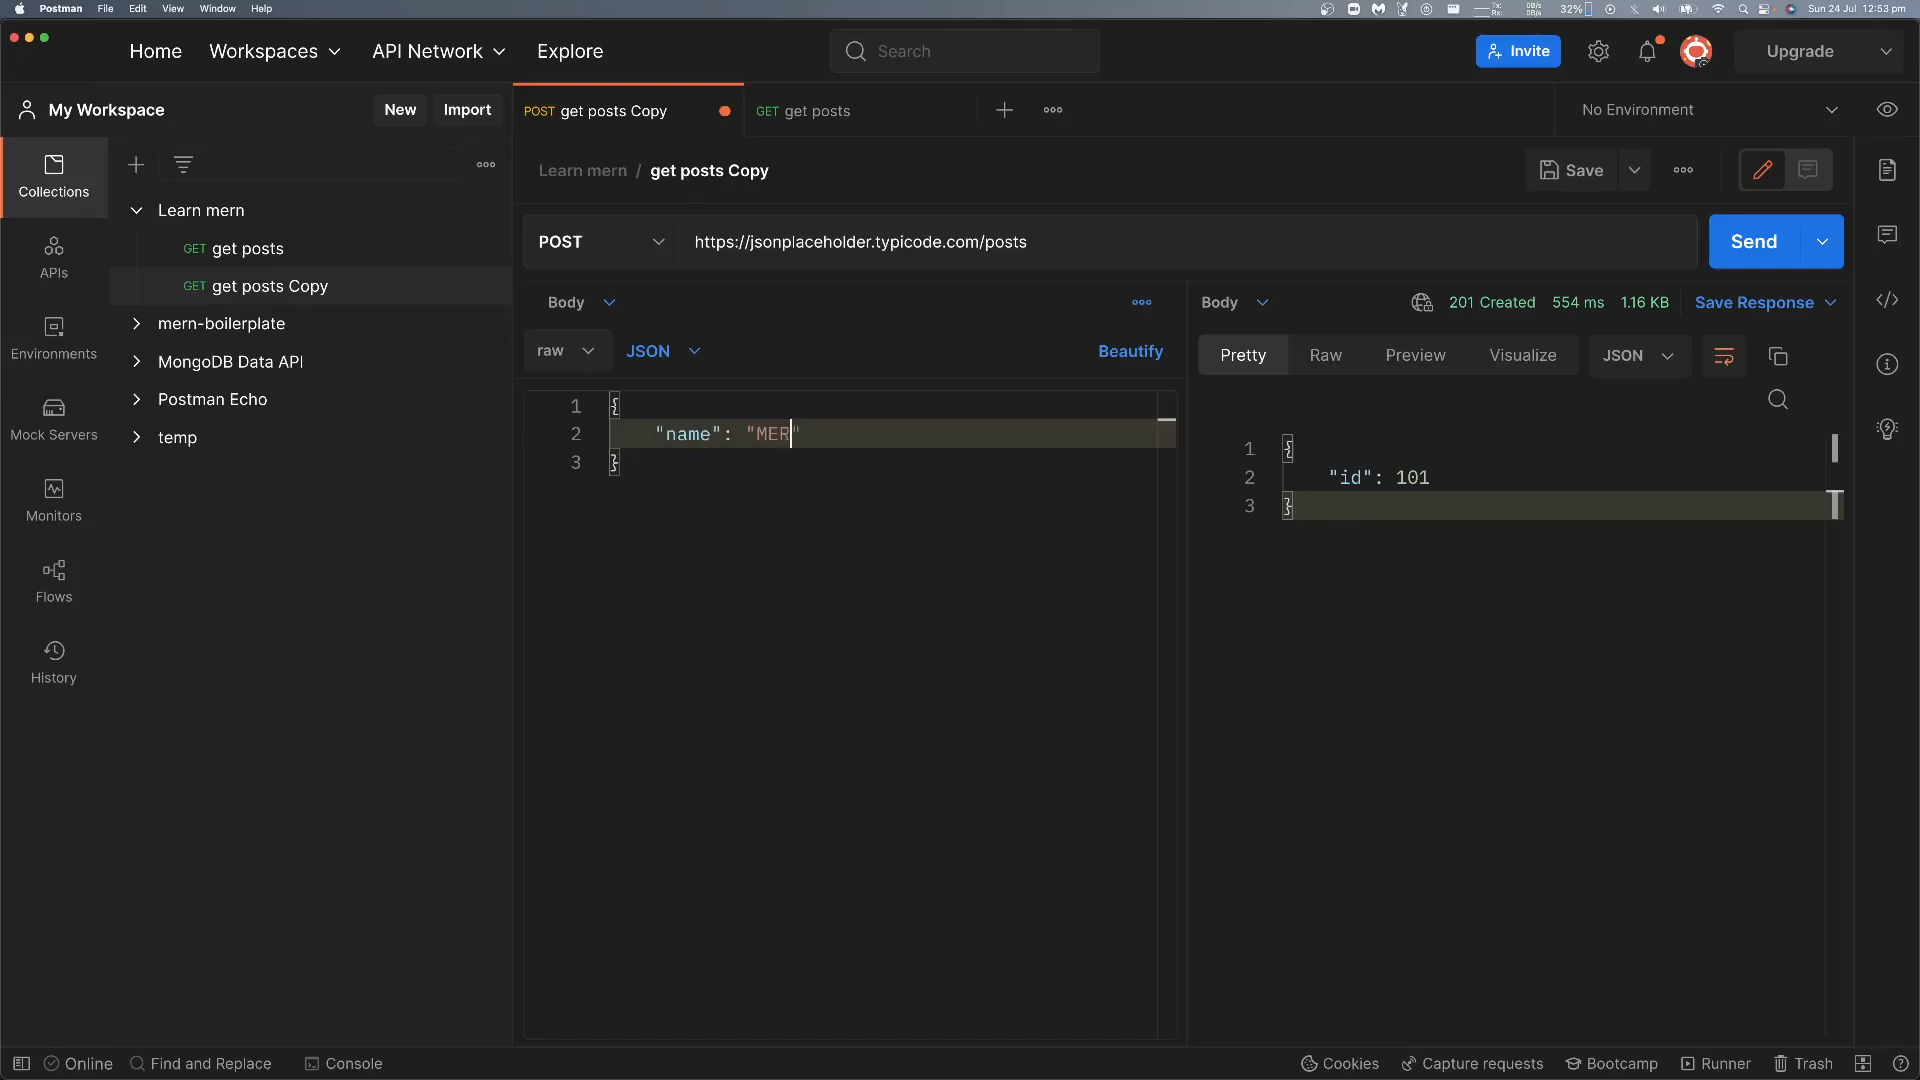 Postman File Edit View Window Help
32% Sun 24 Jul 12:53 pm
Home Workspaces API Network Explore
Search
Invite
Upgrade
My Workspace New Import
POST get posts Copy
GET get posts
No Environment
Collections
APIs
Environments
Mock Servers
Monitors
Flows
History
Learn mern
GET get posts
GET get posts Copy
mern-boilerplate
MongoDB Data API
Postman Echo
temp
Learn mern / get posts Copy
Save
POST https://jsonplaceholder.typicode.com/posts
Send
Body
raw JSON Beautify
1 {
2 "name": "MER"
3 }
Body 201 Created 554 ms 1.16 KB Save Response
Pretty Raw Preview Visualize JSON
1 {
2 "id": 101
3 }
Online Find and Replace Console
Cookies Capture requests Bootcamp Runner Trash